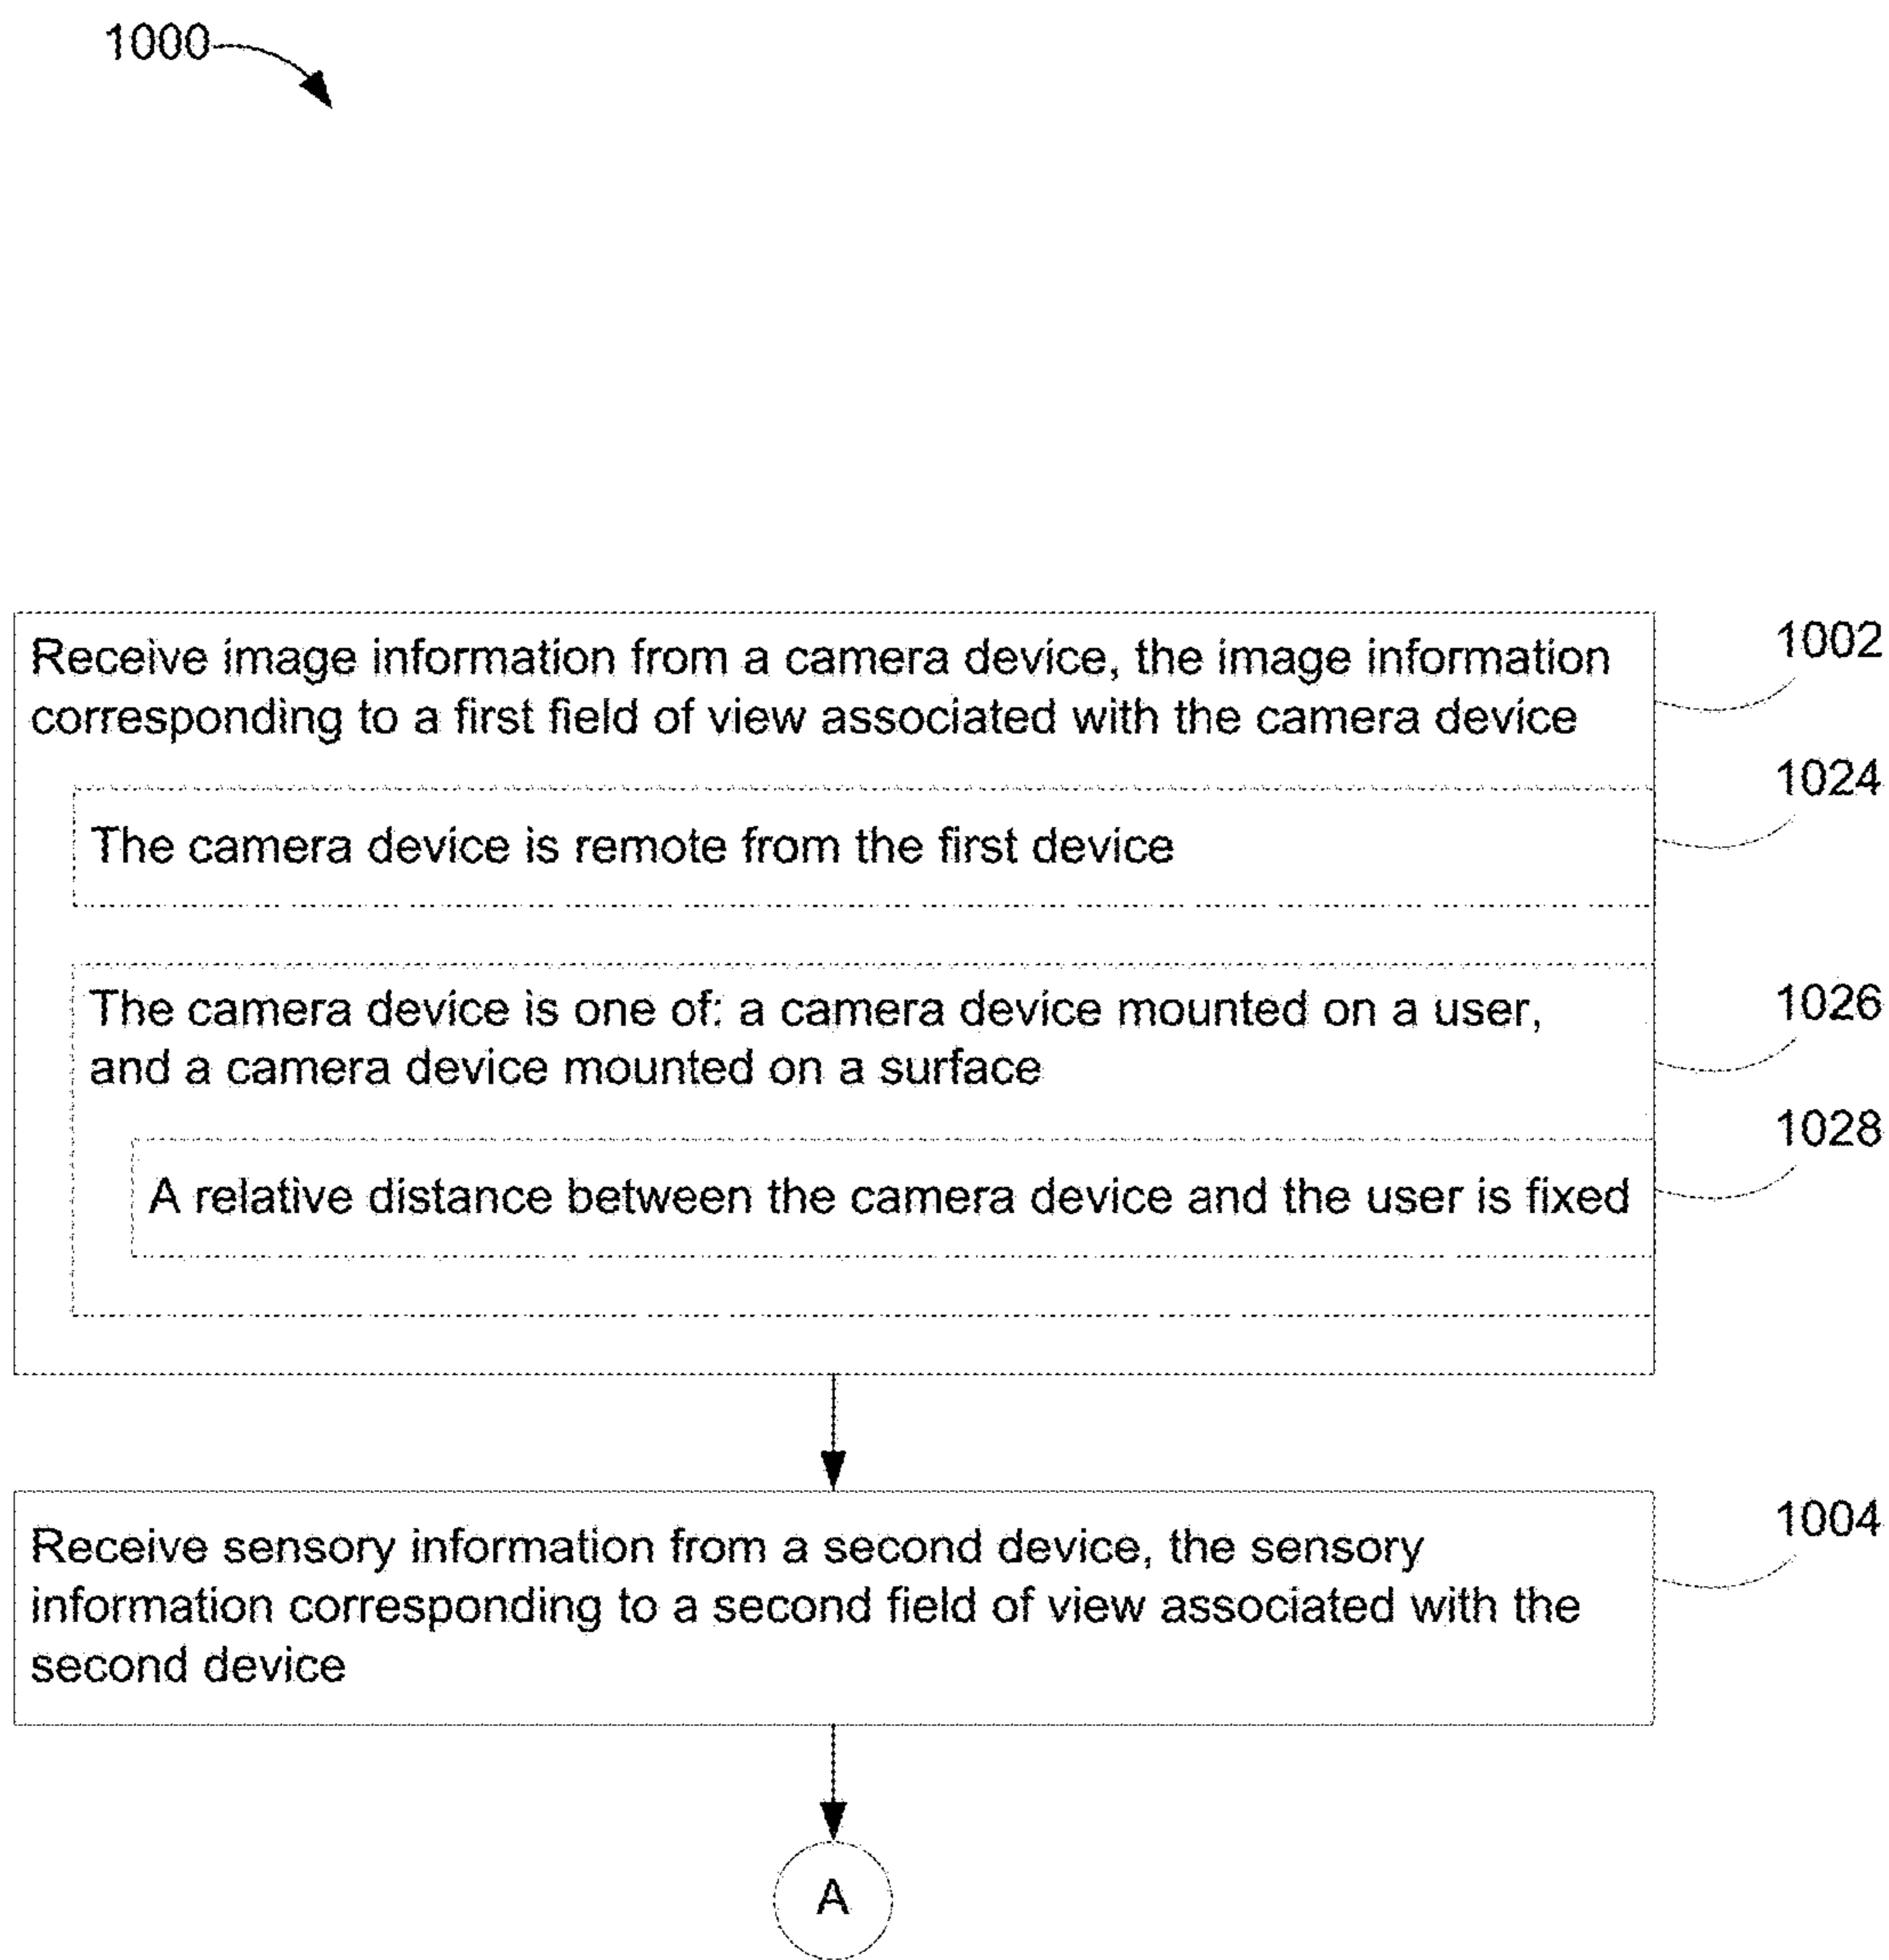 1000
Receive image information from a camera device, the image information
corresponding to a first field of view associated with the camera device
1002
The camera device is remote from the first device
1024
The camera device is one of: a camera device mounted on a user,
and a camera device mounted on a surface
1026
A relative distance between the camera device and the user is fixed
1028
Receive sensory information from a second device, the sensory
information corresponding to a second field of view associated with the
second device
1004
A